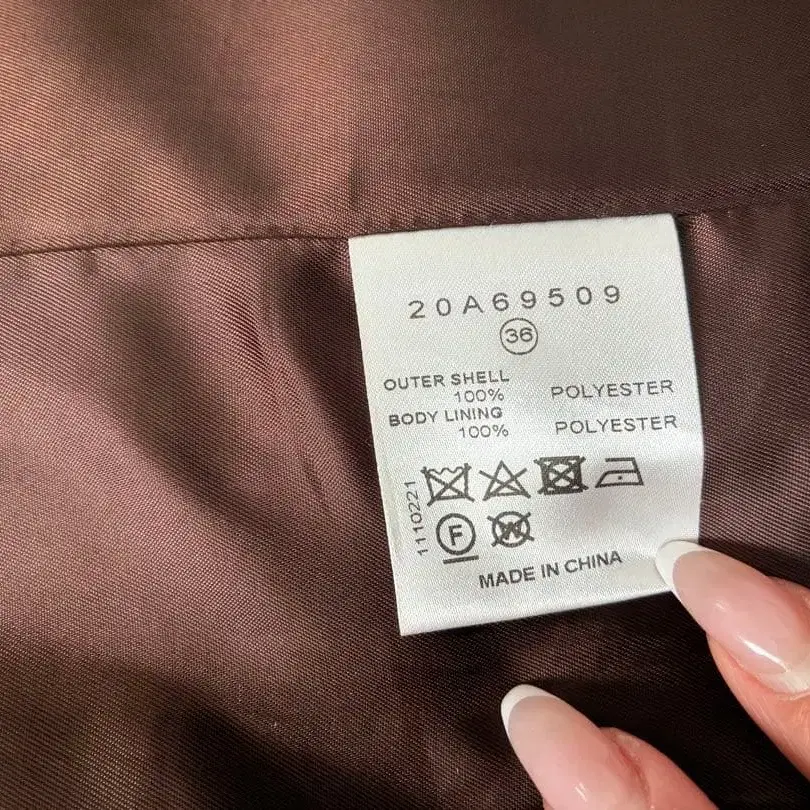 20A69509
36
OUTER SHELL
100% POLYESTER
BODY LINING
100% POLYESTER
1110221
F
W
MADE IN CHINA